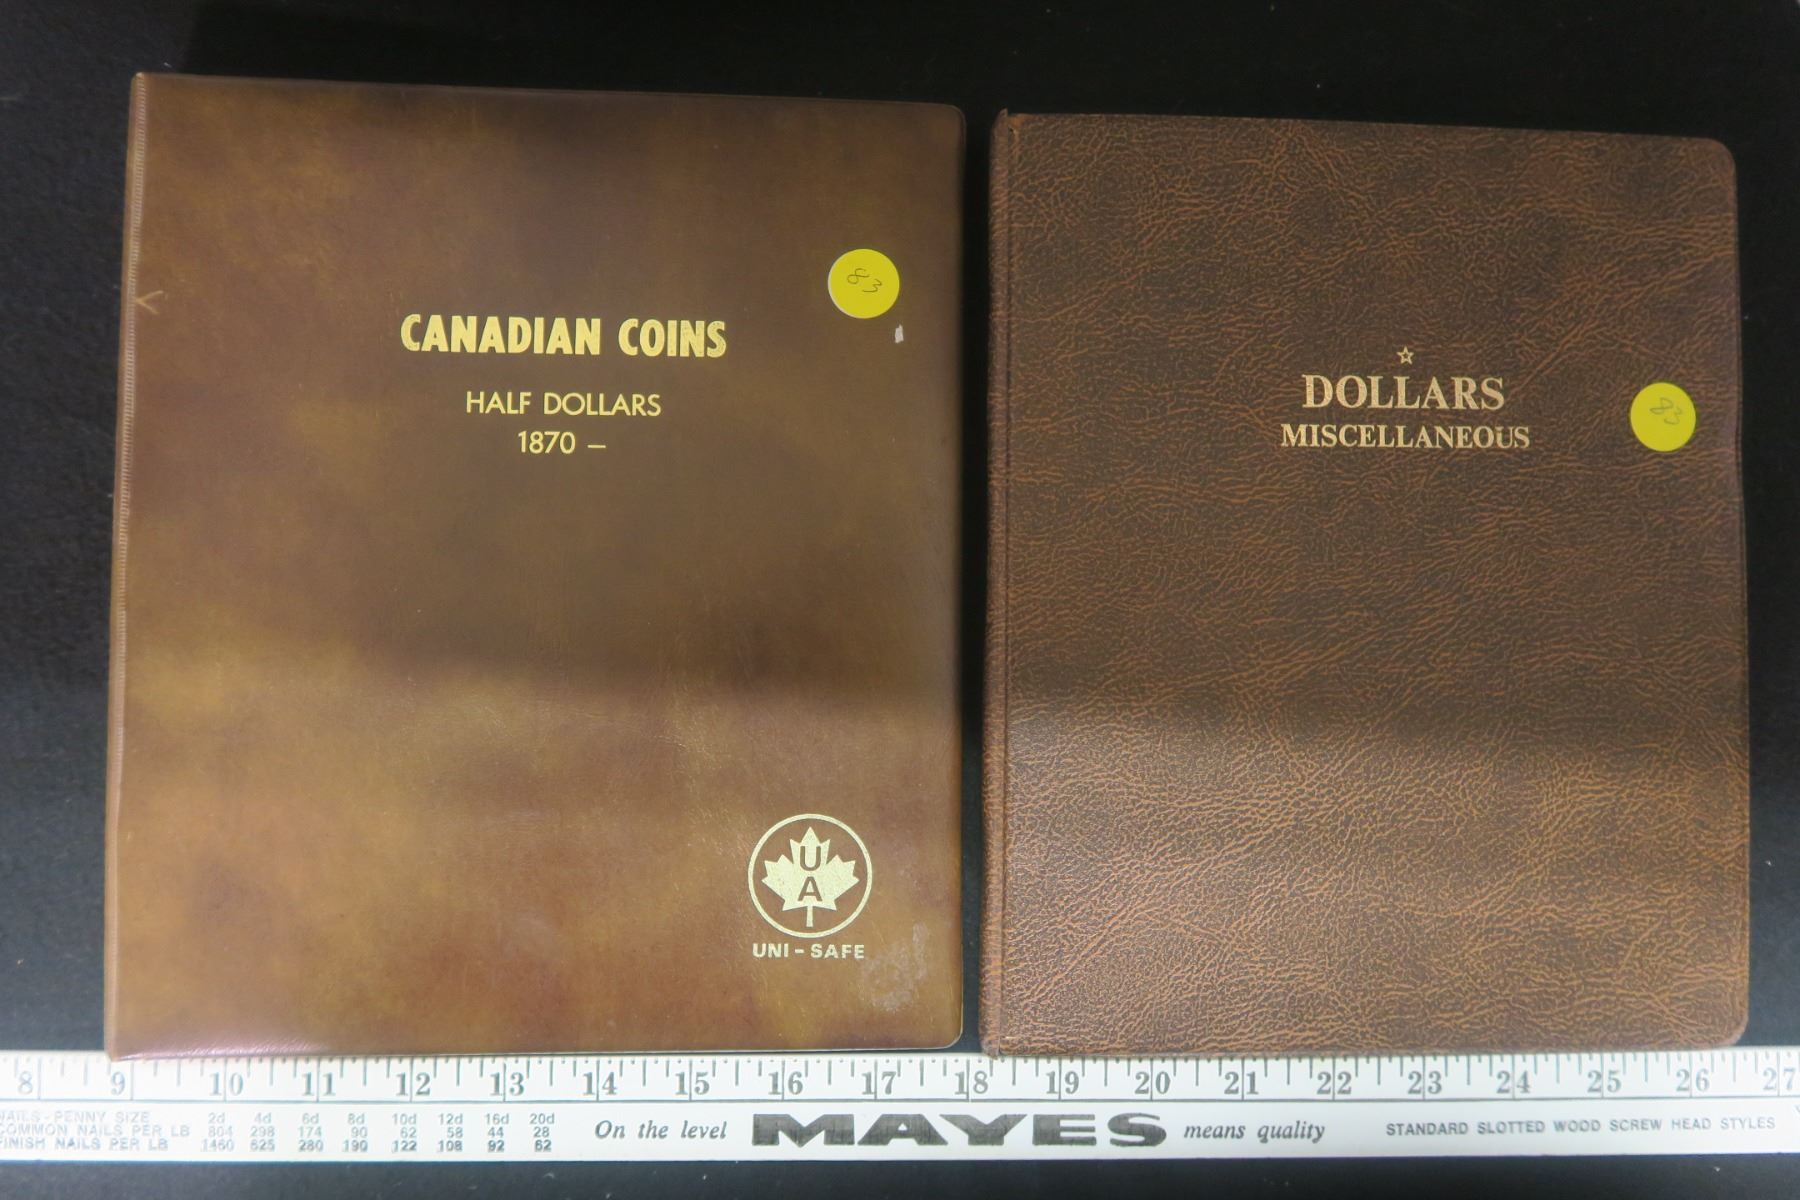 CANADIAN COINS
HALF DOLLARS
1870 –
83
U
A
UNI-SAFE
DOLLARS
MISCELLANEOUS
83
8 9 10 11 12 13 14 15 16 17 18 19 20 21 22 23 24 25 26 27
NAILS-PENNY SIZE 2d 4d 6d 8d 10d 12d 16d 20d
COMMON NAILS PER LB 804 298 174 90 62 58 44 28
FINISH NAILS PER LB 1460 625 280 190 122 108 92 62
On the level MAYES means quality
STANDARD SLOTTED WOOD SCREW HEAD STYLES